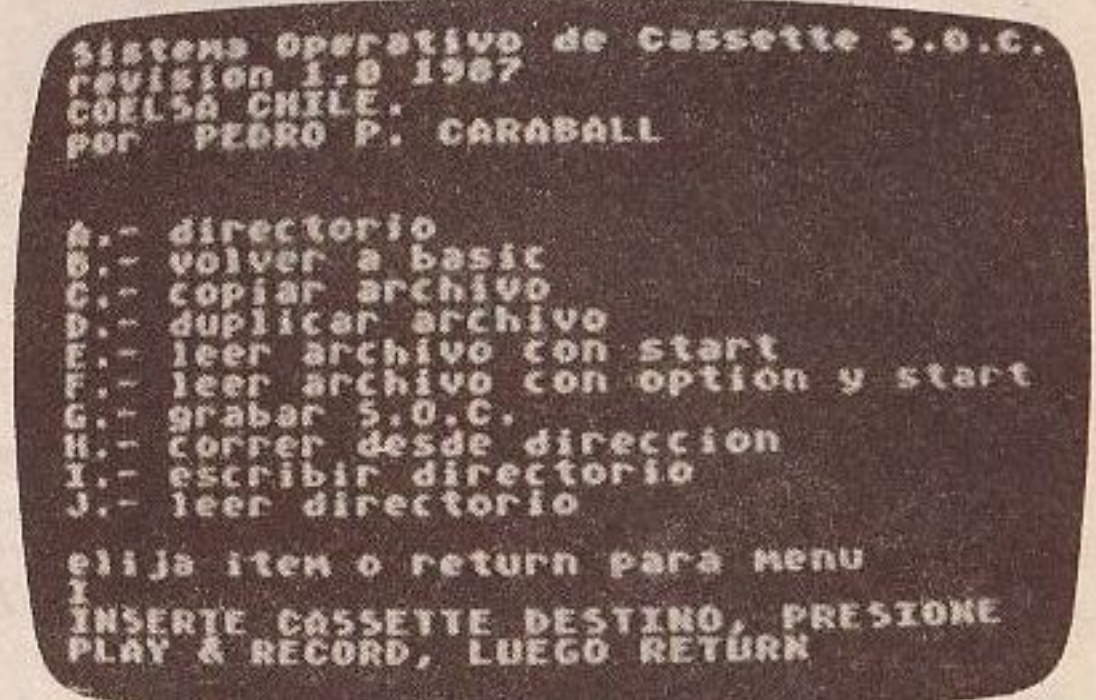 Sistema Operativo de Cassette S.O.C.
revision 1.0 1987
COELSA CHILE.
por PEDRO P. CARABALL
A.- directorio
B.- volver a basic
C.- copiar archivo
D.- duplicar archivo
E.- leer archivo con start
F.- leer archivo con option y start
G.- grabar S.O.C.
H.- correr desde direccion
I.- escribir directorio
J.- leer directorio
elija item o return para menu
I
INSERTE CASSETTE DESTINO, PRESIONE
PLAY & RECORD, LUEGO RETURN